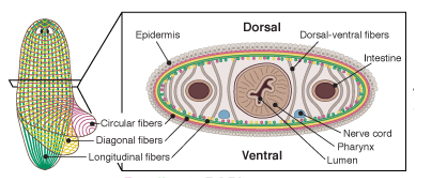 Dorsal
Epidermis
Dorsal-ventral fibers
Intestine
Circular fibers
Diagonal fibers
Longitudinal fibers
Nerve cord
Pharynx
Ventral
Lumen